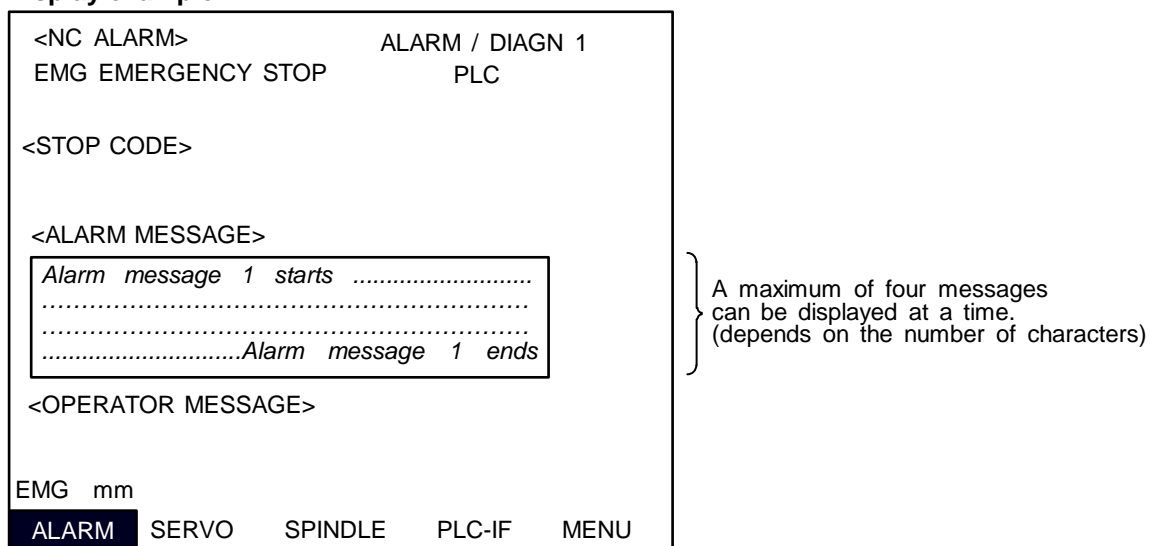 <NC ALARM> ALARM / DIAGN 1
EMG EMERGENCY STOP PLC
<STOP CODE>
<ALARM MESSAGE>
Alarm message 1 starts ...........................
..........................................................
..........................................................
..............................Alarm message 1 ends
A maximum of four messages
can be displayed at a time.
(depends on the number of characters)
<OPERATOR MESSAGE>
EMG mm
ALARM SERVO SPINDLE PLC-IF MENU